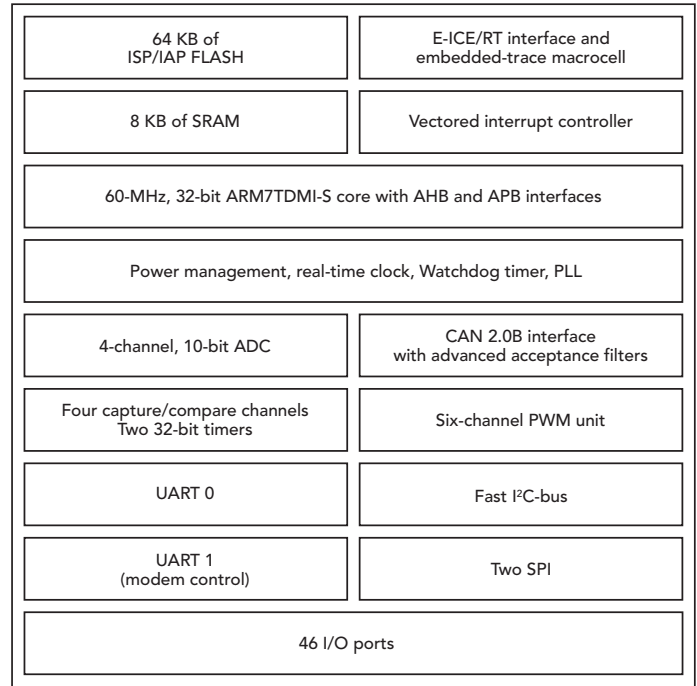 64 KB of
ISP/IAP FLASH
E-ICE/RT interface and
embedded-trace macrocell
8 KB of SRAM
Vectored interrupt controller
60-MHz, 32-bit ARM7TDMI-S core with AHB and APB interfaces
Power management, real-time clock, Watchdog timer, PLL
4-channel, 10-bit ADC
CAN 2.0B interface
with advanced acceptance filters
Four capture/compare channels
Two 32-bit timers
Six-channel PWM unit
UART 0
Fast I²C-bus
UART 1
(modem control)
Two SPI
46 I/O ports